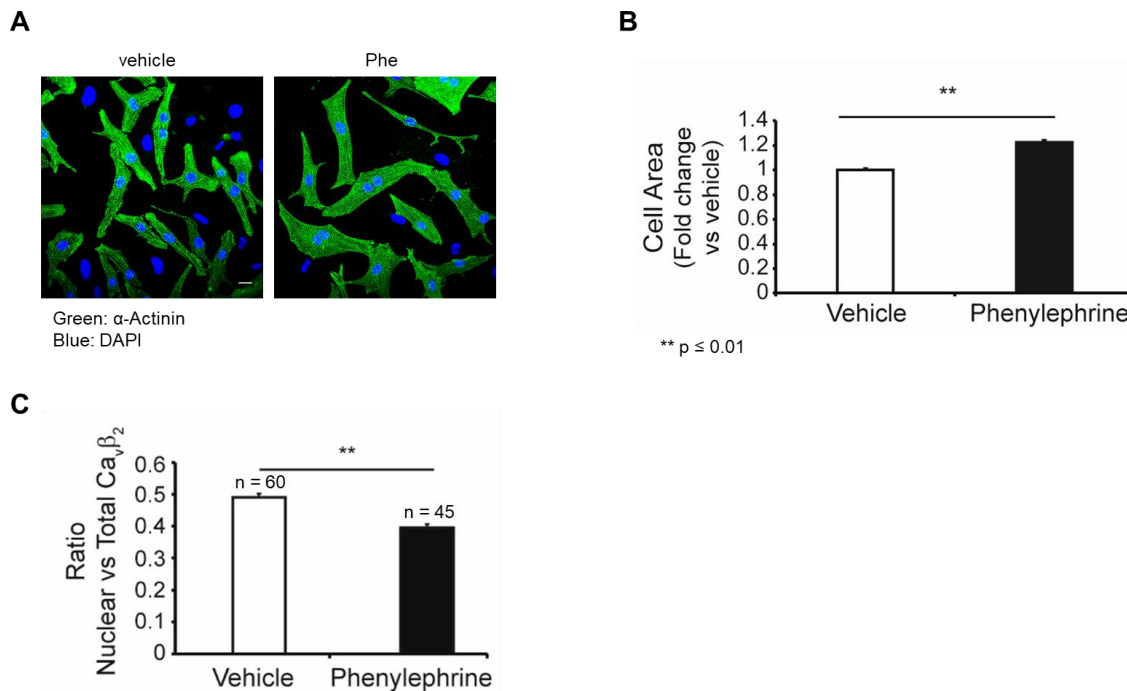 A
vehicle
Phe
Green: α-Actinin
Blue: DAPI
B
**
Cell Area
(Fold change
vs vehicle)
1.4
1.2
1
0.8
0.6
0.4
0.2
0
Vehicle
Phenylephrine
** p ≤ 0.01
C
Ratio
Nuclear vs Total Cavβ2
0.6
0.5
0.4
0.3
0.2
0.1
0
**
n = 60
n = 45
Vehicle
Phenylephrine